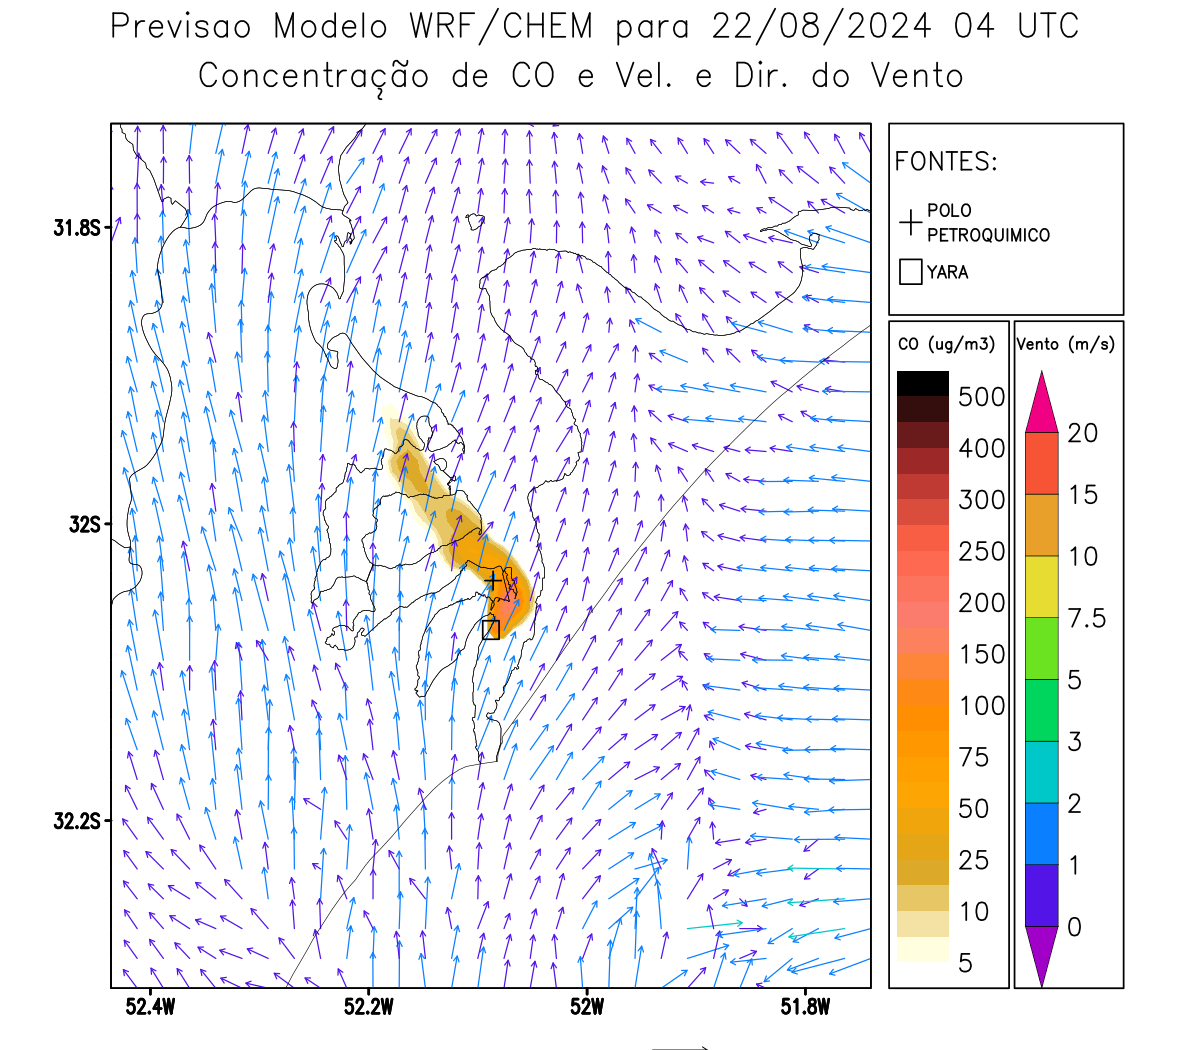 Previsao Modelo WRF/CHEM para 22/08/2024 04 UTC
Concentração de CO e Vel. e Dir. do Vento
FONTES:
POLO
PETROQUIMICO
YARA
CO (ug/m3)
500
400
300
250
200
150
100
75
50
25
10
5
Vento (m/s)
20
15
10
7.5
5
3
2
1
0
31.8S
32S
32.2S
52.4W
52.2W
52W
51.8W